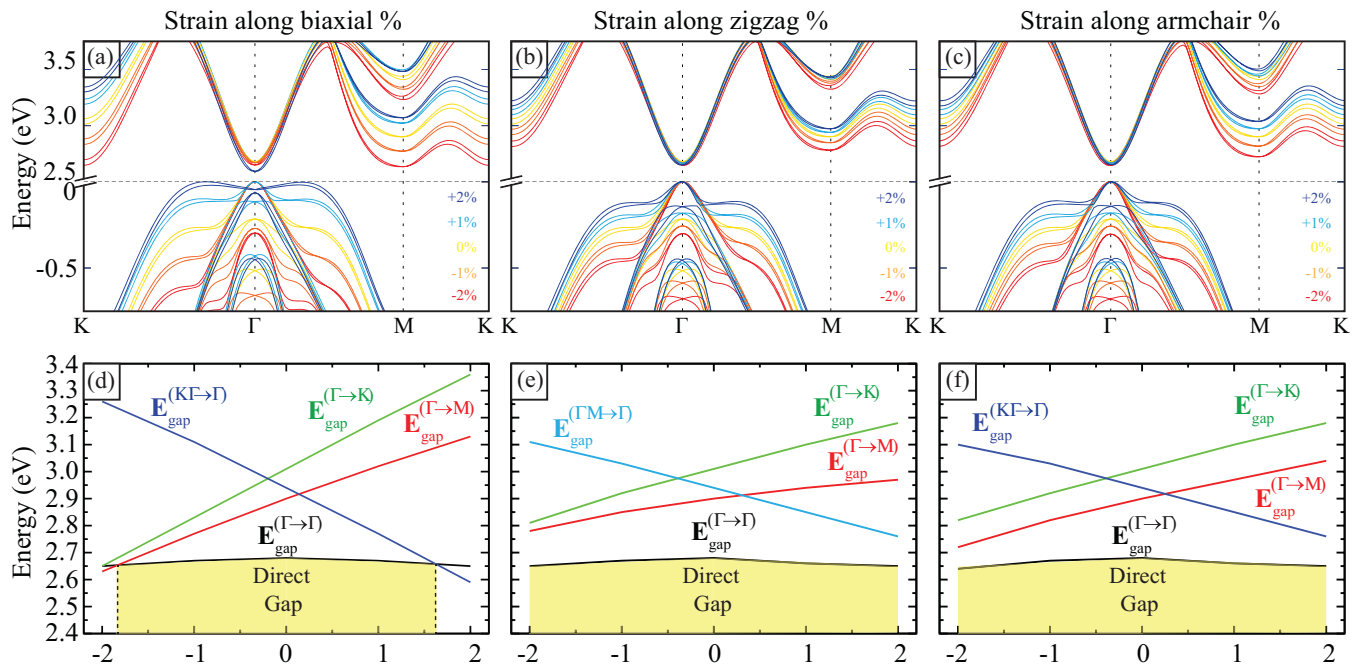 Strain along biaxial %
Strain along zigzag %
Strain along armchair %
(a)
(b)
(c)
Energy (eV)
3.5
3.0
2.5
0
-0.5
+2%
+1%
0%
-1%
-2%
+2%
+1%
0%
-1%
-2%
+2%
+1%
0%
-1%
-2%
K Γ M K
K Γ M K
K Γ M K
(d)
(e)
(f)
Energy (eV)
3.4
3.3
3.2
3.1
3.0
2.9
2.8
2.7
2.6
2.5
2.4
E gap (KΓ→Γ)
E gap (Γ→K)
E gap (Γ→M)
E gap (Γ→Γ)
Direct
Gap
E gap (ΓM→Γ)
E gap (Γ→K)
E gap (Γ→M)
E gap (Γ→Γ)
Direct
Gap
E gap (KΓ→Γ)
E gap (Γ→K)
E gap (Γ→M)
E gap (Γ→Γ)
Direct
Gap
-2 -1 0 1 2
-2 -1 0 1 2
-2 -1 0 1 2